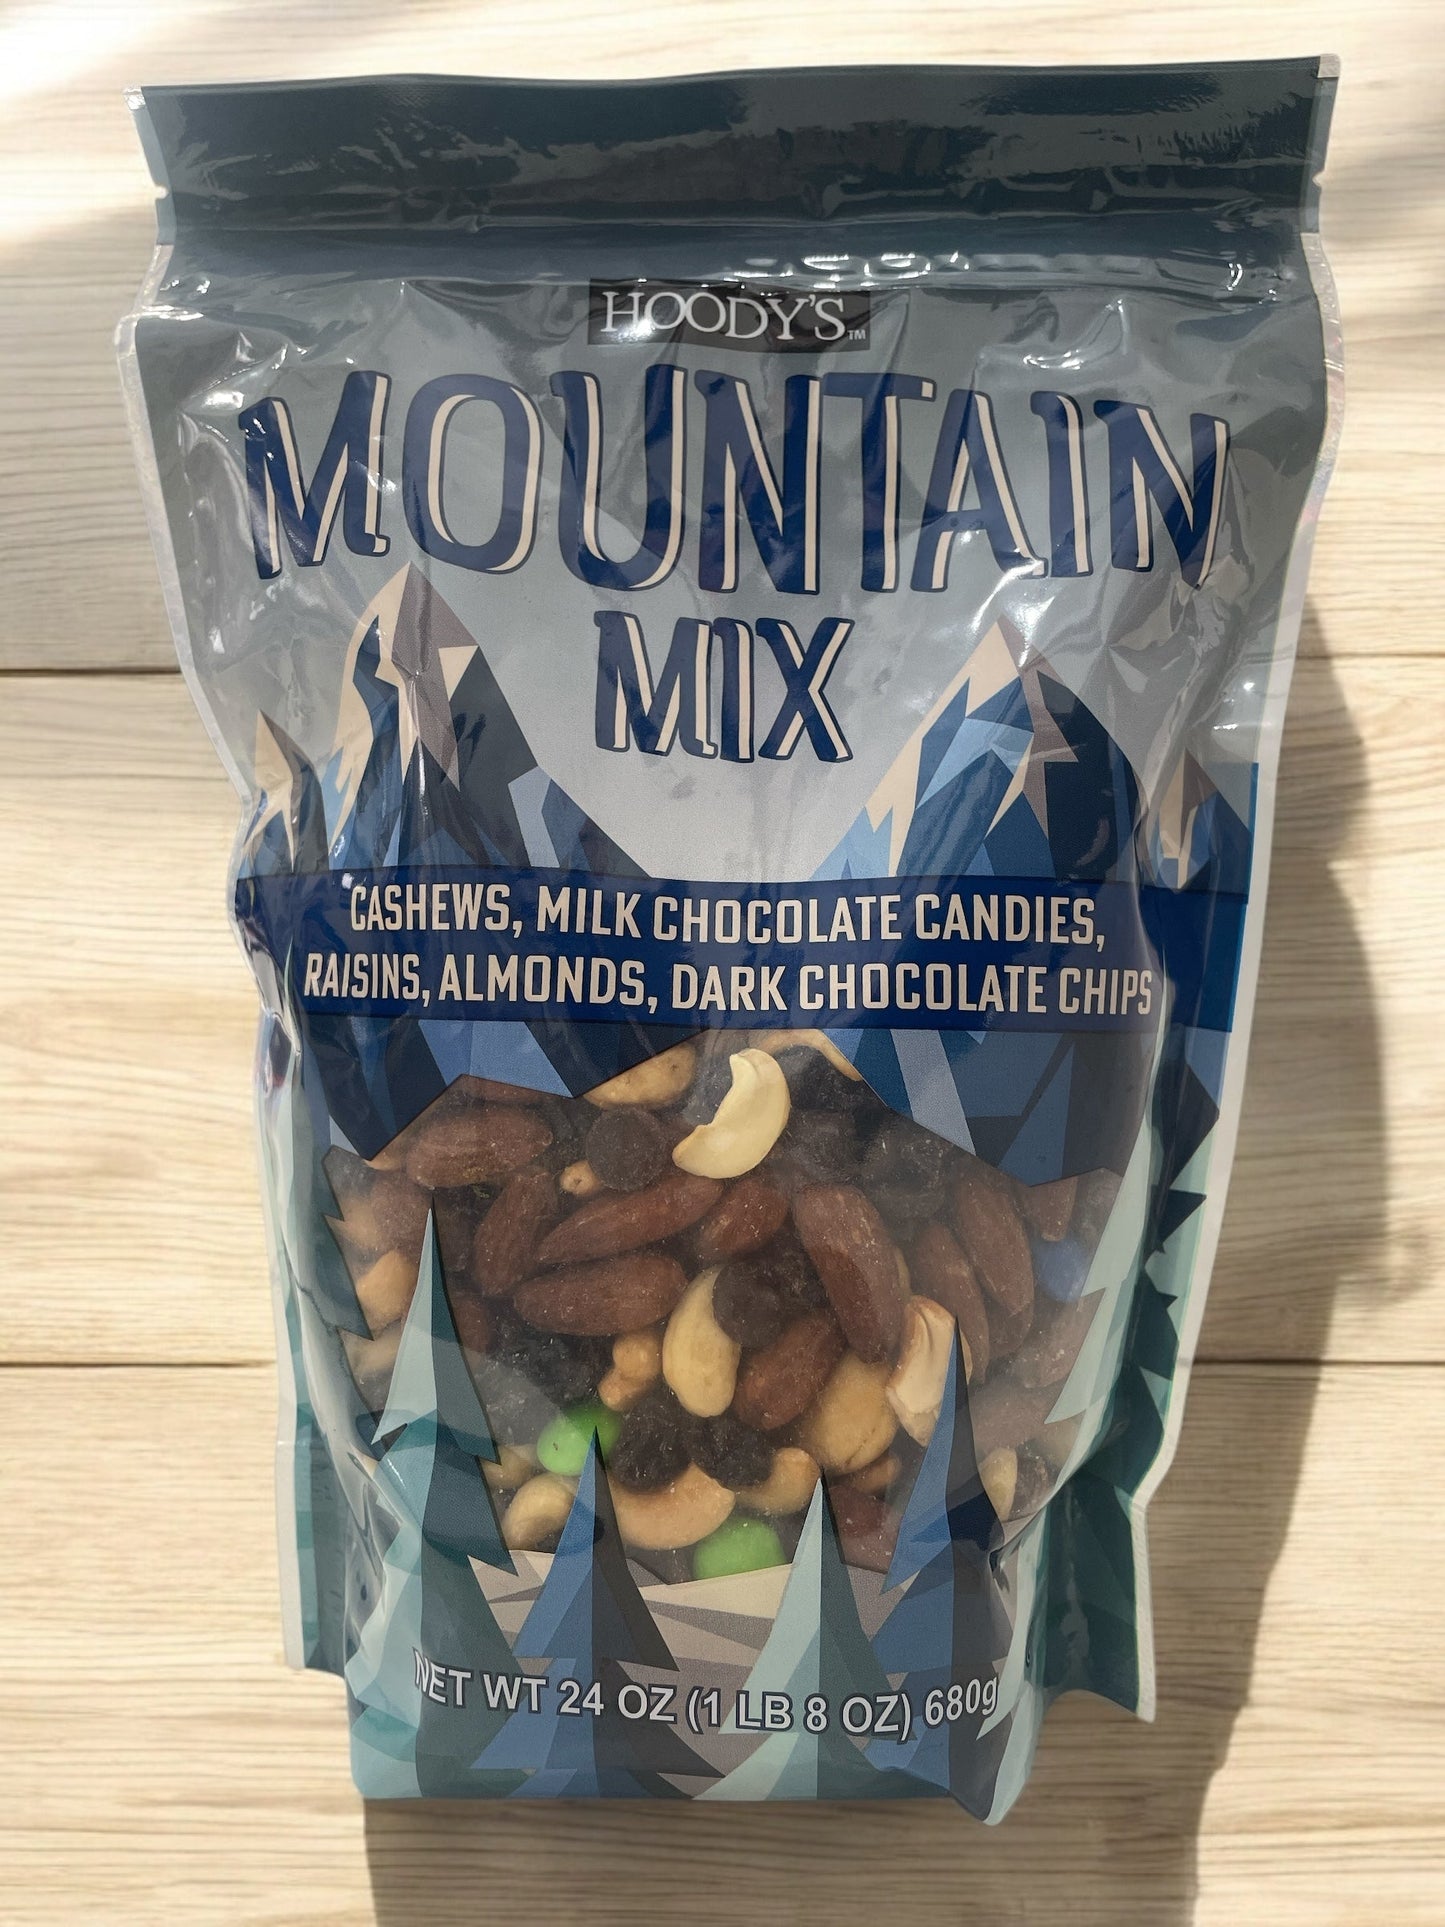 HOODY'S™
MOUNTAIN
MIX
CASHEWS, MILK CHOCOLATE CANDIES,
RAISINS, ALMONDS, DARK CHOCOLATE CHIPS
NET WT 24 OZ (1 LB 8 OZ) 680g